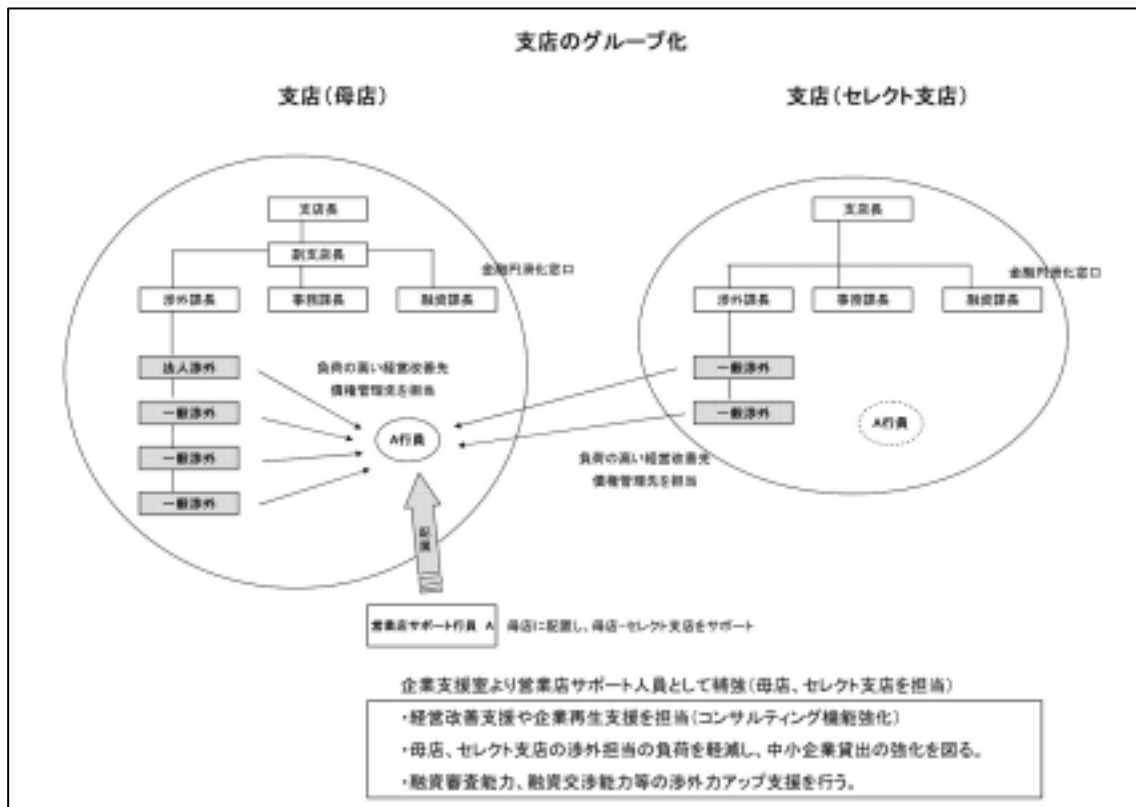 支店のグループ化
支店(母店)
支店(セレクト支店)
支店長
副支店長
金融円滑化窓口
渉外課長
事務課長
融資課長
法人渉外
一般渉外
一般渉外
一般渉外
負荷の高い経営改善先
債権管理先を担当
A行員
配置
支店長
金融円滑化窓口
渉外課長
事務課長
融資課長
一般渉外
一般渉外
A行員
負荷の高い経営改善先
債権管理先を担当
営業店サポート行員 A
母店に配置し、母店・セレクト支店をサポート
企業支援室より営業店サポート人員として補強(母店、セレクト支店を担当)
・経営改善支援や企業再生支援を担当(コンサルティング機能強化)
・母店、セレクト支店の渉外担当の負荷を軽減し、中小企業貸出の強化を図る。
・融資審査能力、融資交渉能力等の渉外力アップ支援を行う。